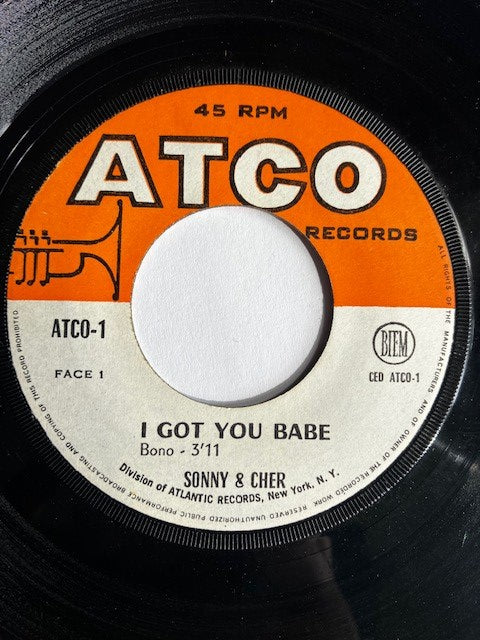 45 RPM
ATCO
RECORDS
ATCO-1
BIEM
FACE 1
CED ATCO-1
I GOT YOU BABE
Bono - 3'11
SONNY & CHER
Division of ATLANTIC RECORDS, New York, N. Y.
ALL RIGHTS OF THE MANUFACTURERS AND OF OWNER OF THE RECORDED WORK RESERVED UNAUTHORIZED PUBLIC PERFORMANCE BROADCASTING AND COPYING OF THIS RECORD PROHIBITED